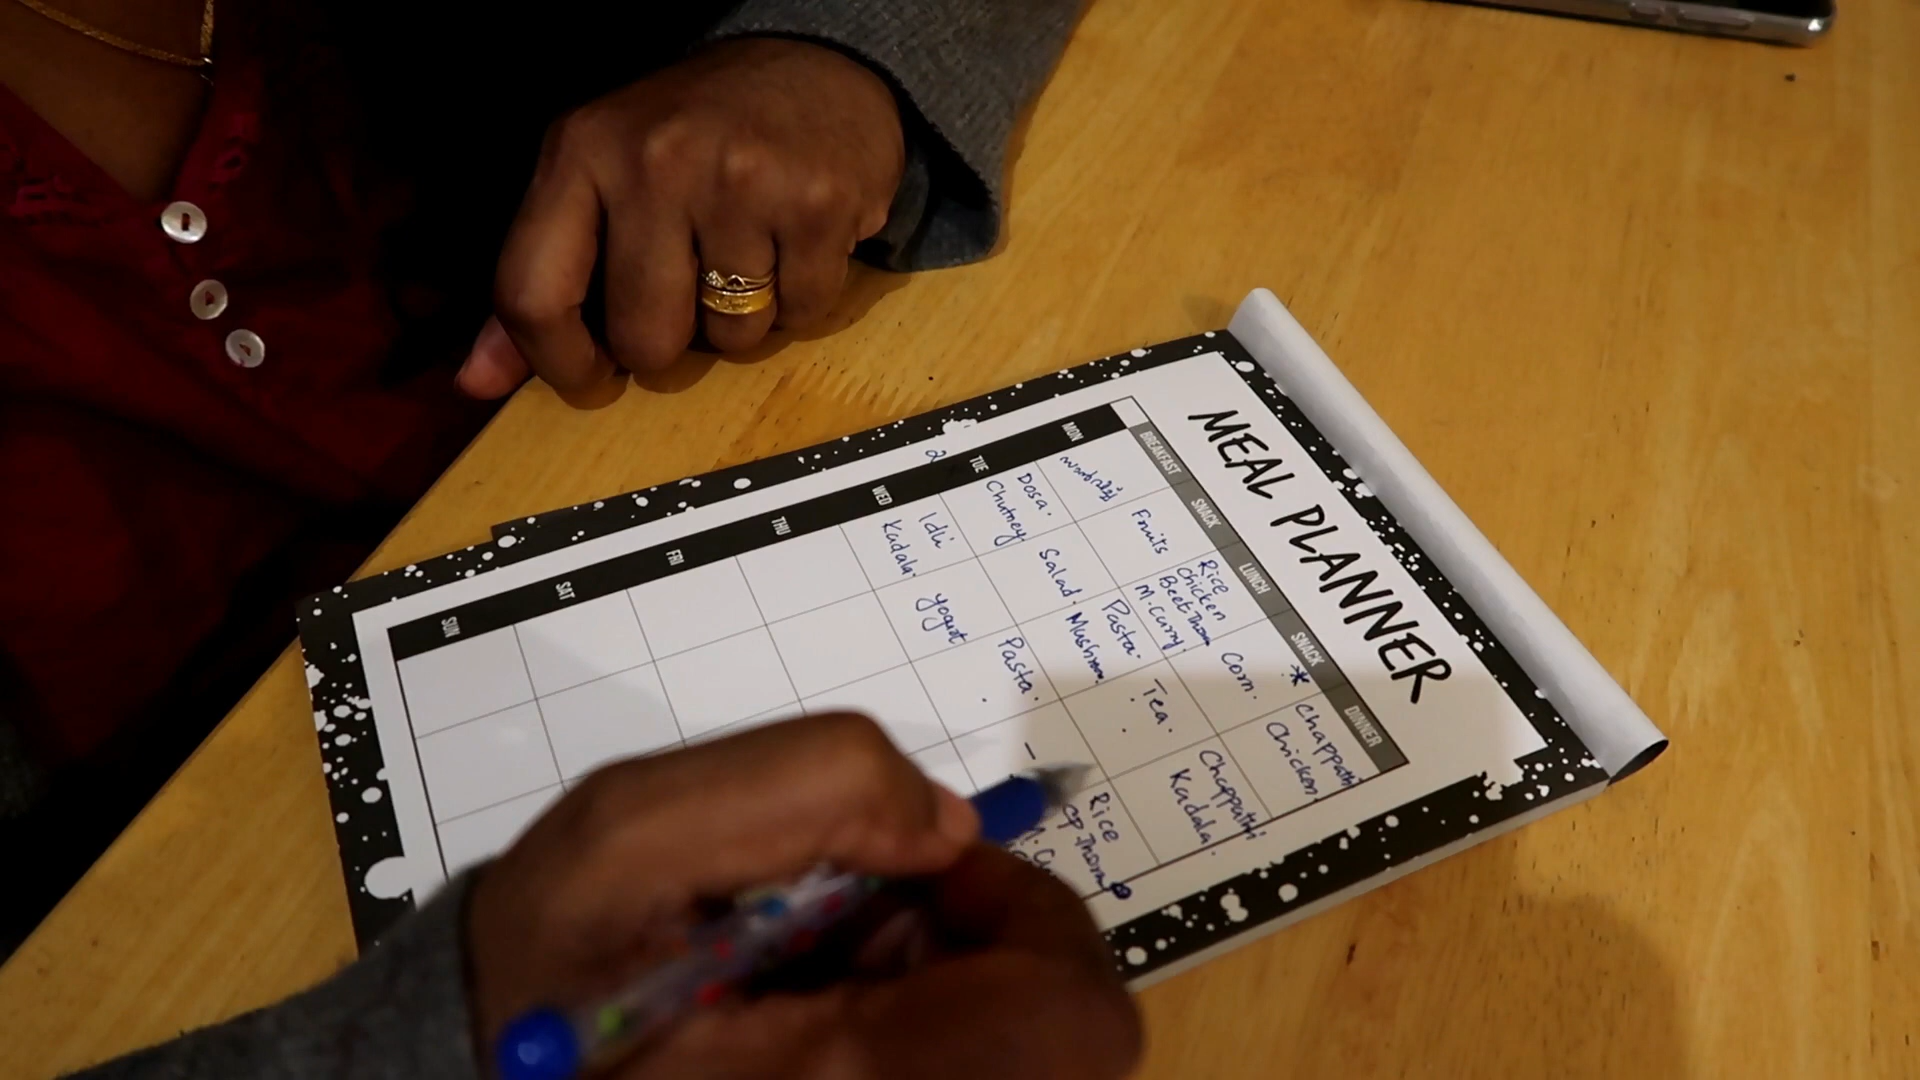 MEAL PLANNER
BREAKFAST
SNACK
LUNCH
SNACK
DINNER
MON
Fruits
Rice
Chicken
Beet Thoran
M. Curry.
Corn.
*
Chappathi
Chicken.
TUE
Dosa.
Chutney
Salad.
Pasta.
Mushroom
Tea.
Chappathi
Kadala.
WED
2
Idli
Kadala.
yogurt
Pasta.
-
Rice
THU
FRI
SAT
SUN